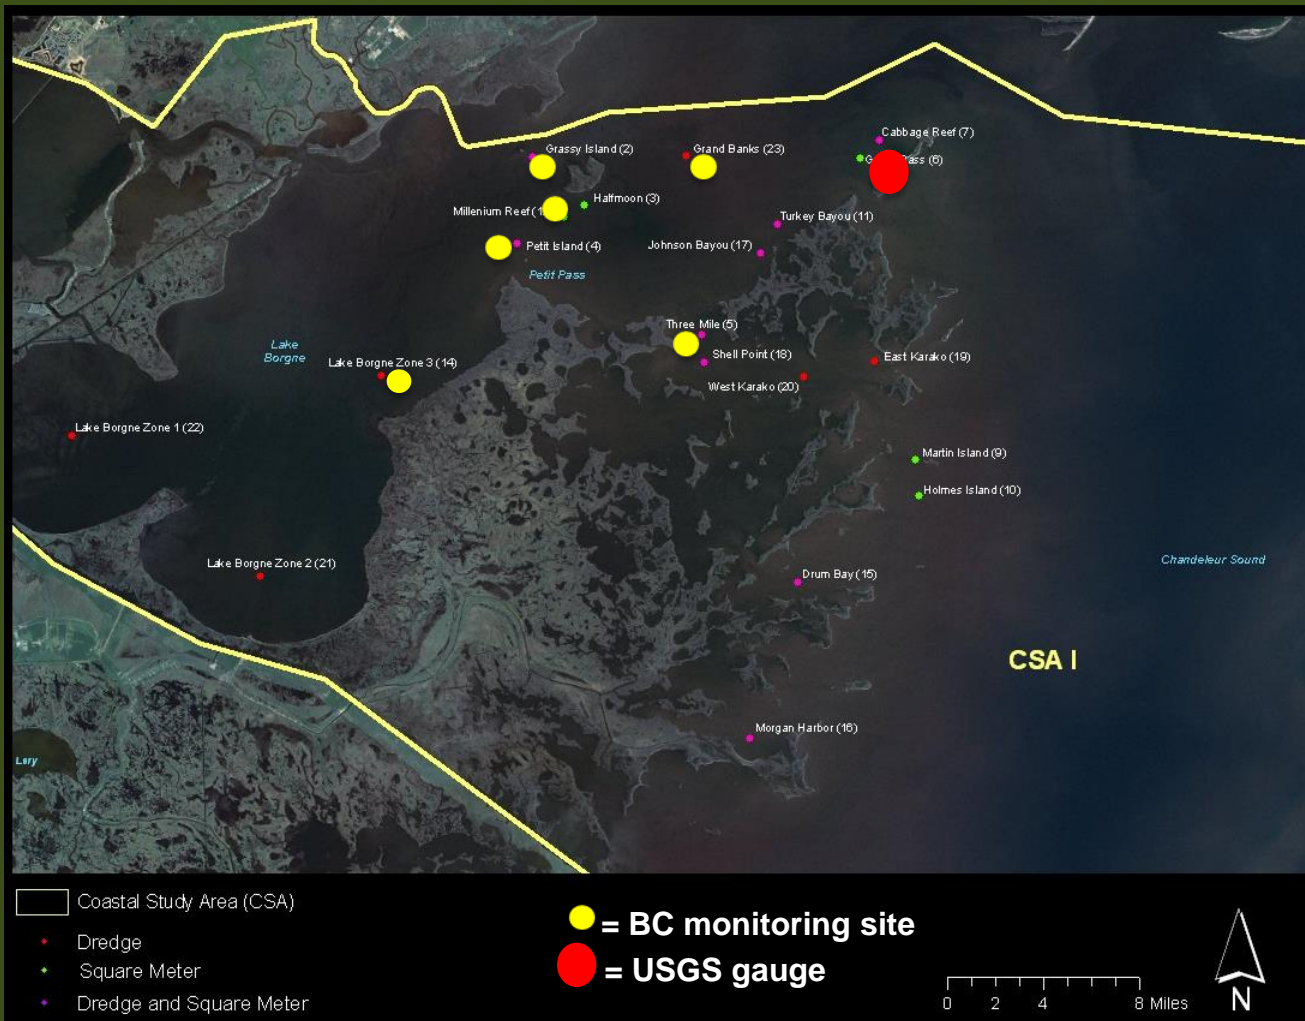 Cabbage Reef (7)
Grassy Island (2)
Grand Banks (23)
Pass (6)
Halfmoon (3)
Millenium Reef (1
Turkey Bayou (11)
Johnson Bayou (17)
Petit Island (4)
Petit Pass
Three Mile (5)
Lake
Borgne
Shell Point (18)
East Karako (19)
Lake Borgne Zone 3 (14)
West Karako (20)
Lake Borgne Zone 1 (22)
Martin Island (9)
Holmes Island (10)
Chandeleur Sound
Lake Borgne Zone 2 (21)
Drum Bay (15)
CSA I
Morgan Harbor (16)
Lery
Coastal Study Area (CSA)
Dredge
Square Meter
Dredge and Square Meter
= BC monitoring site
= USGS gauge
0 2 4 8 Miles
N